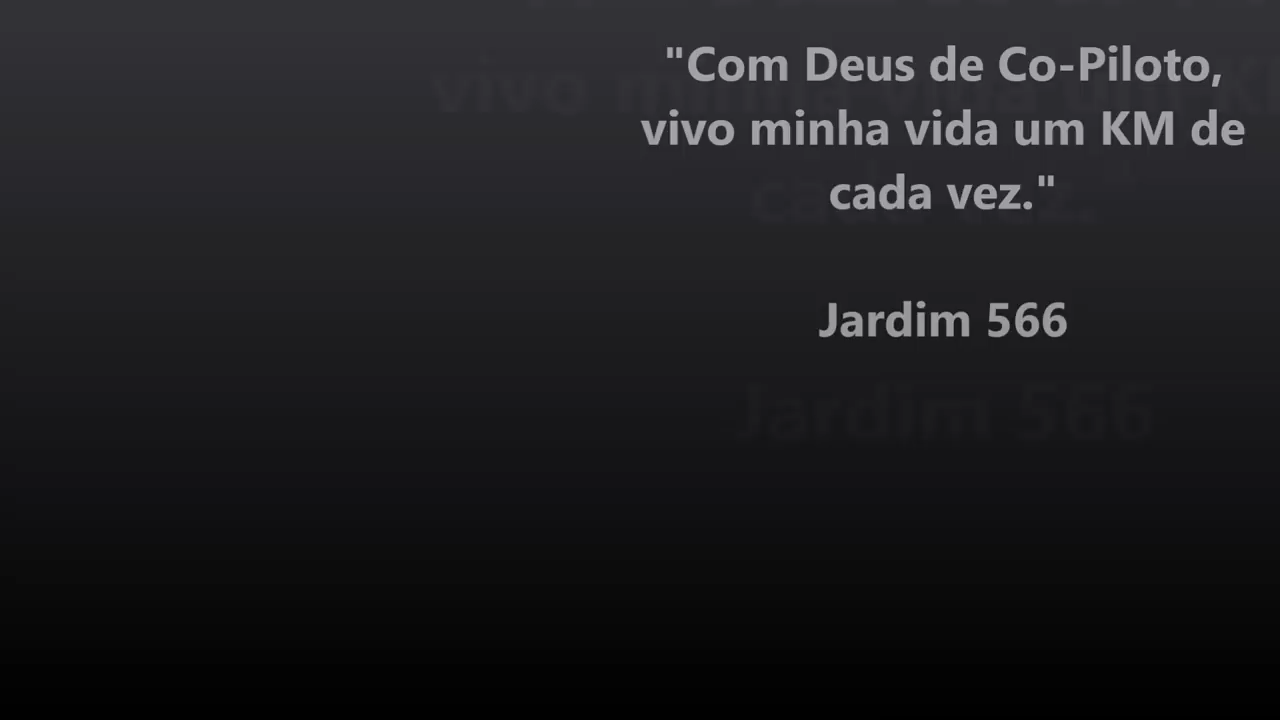 "Com Deus de Co-Piloto,
vivo minha vida um KM de
cada vez."
Jardim 566